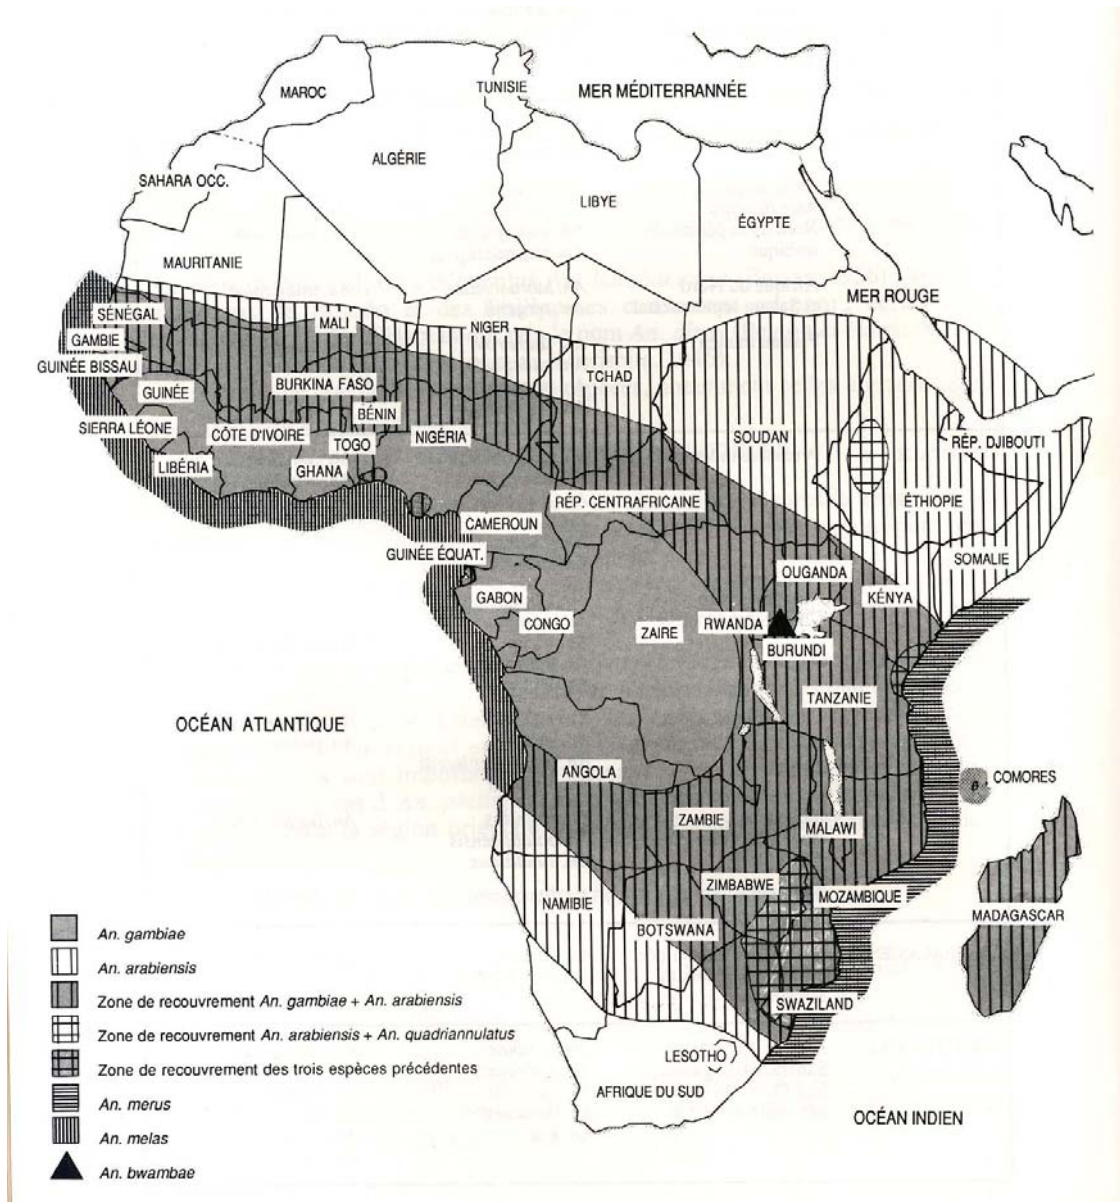 MAROC
TUNISIE
MER MÉDITERRANNÉE
ALGÉRIE
SAHARA OCC.
LIBYE
ÉGYPTE
MAURITANIE
MER ROUGE
SÉNÉGAL
MALI
NIGER
GAMBIE
TCHAD
GUINÉE BISSAU
BURKINA FASO
GUINÉE
BÉNIN
SIERRA LÉONE
CÔTE D'IVOIRE
TOGO
NIGÉRIA
SOUDAN
RÉP. DJIBOUTI
LIBÉRIA
GHANA
RÉP. CENTRAFRICAINE
ÉTHIOPIE
CAMEROUN
GUINÉE ÉQUAT.
SOMALIE
OUGANDA
GABON
KÉNYA
CONGO
ZAIRE
RWANDA
BURUNDI
TANZANIE
OCÉAN ATLANTIQUE
ANGOLA
COMORES
ZAMBIE
MALAWI
ZIMBABWE
MOZAMBIQUE
NAMIBIE
MADAGASCAR
BOTSWANA
SWAZILAND
LESOTHO
AFRIQUE DU SUD
OCÉAN INDIEN
An. gambiae
An. arabiensis
Zone de recouvrement An. gambiae + An. arabiensis
Zone de recouvrement An. arabiensis + An. quadriannulatus
Zone de recouvrement des trois espèces précédentes
An. merus
An. melas
An. bwambae